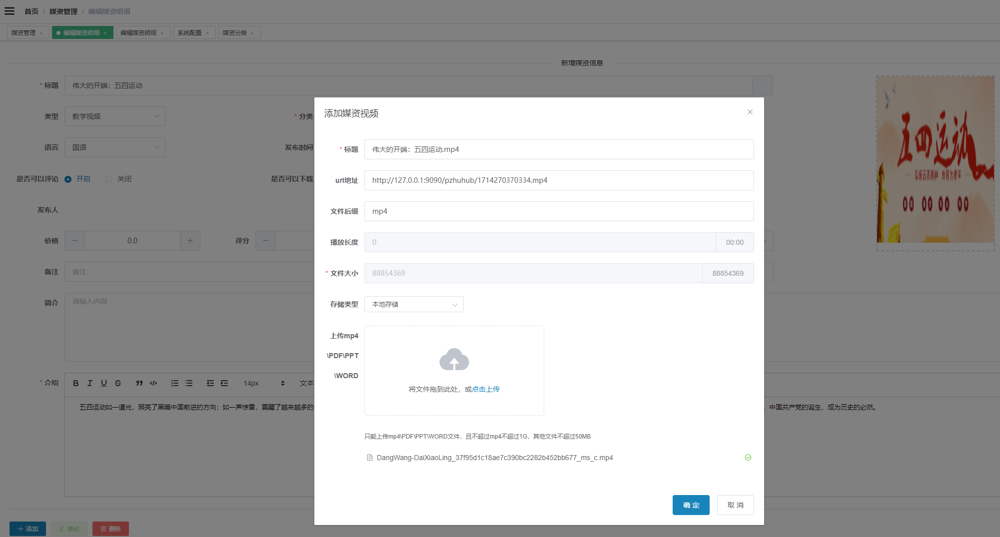 首页 / 媒资管理 / 编辑媒资明细
媒资管理 × 编辑媒资明细 × 编辑媒资明细 × 系统配置 × 媒资分类 ×
新增媒资信息
* 标题 伟大的开端：五四运动
类型 教学视频 * 分类
语言 国语 发布时间
是否可以评论 开启 关闭 是否可以下载
发布人
价格 − 0.0 + 评分 −
备注 备注
简介 请输入内容
* 介绍 B I U S 14px 文本
五四运动如一道光，照亮了黑暗中国前进的方向；如一声惊雷，震醒了越来越多的
中国共产党的诞生，成为历史的必然。
+ 添加 修改 删除
五四运动
添加媒资视频
* 标题 伟大的开端：五四运动.mp4
url地址 http://127.0.0.1:9090/pzhuhub/1714270370334.mp4
文件后缀 mp4
播放长度 0 00:00
* 文件大小 88854369 88854369
存储类型 本地存储
上传mp4
\PDF\PPT
\WORD
将文件拖到此处，或点击上传
只能上传mp4\PDF\PPT\WORD文件，且不超过mp4不超过1G，其他文件不超过50MB
DangWang-DaiXiaoLing_37f95d1c18ae7c390bc2282b452bb677_ms_c.mp4
确 定 取 消